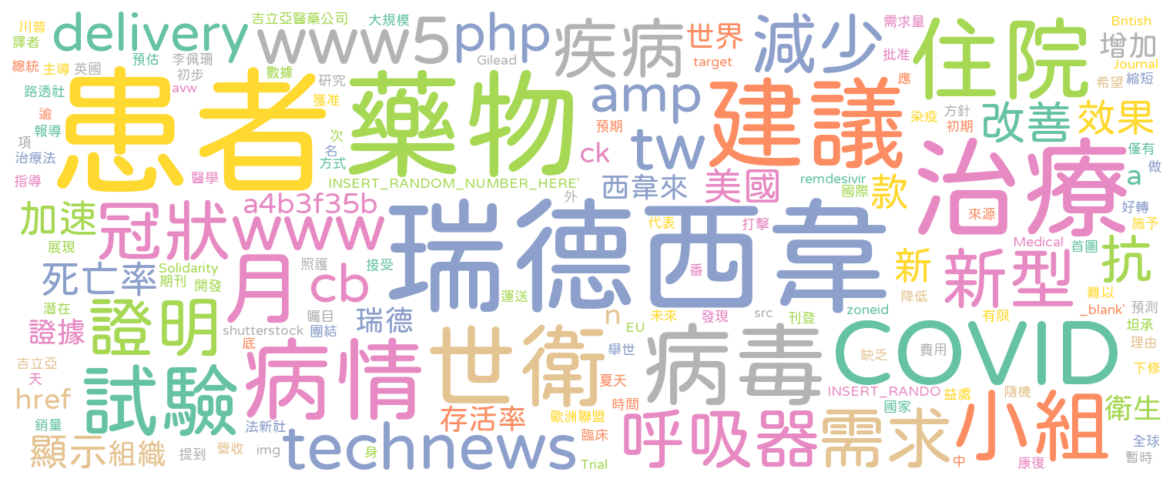 川普
吉立亞醫藥公司
大規模
需求量
British
譯者
delivery
www5
php
疾病
世界
減少
住院
增加
總統
主導
英國
預估
李佩珊
初步
數據
Gilead
target
批准
Journal
路透社
avw
研究
獲准
患者
藥物
amp
建議
應
希望
縮短
逾
報導
次
名
方式
預期
染疫
方針
初期
改善
效果
項
治療法
ck
tw
僅有
做
指導
醫學
INSERT_RANDOM_NUMBER_HERE'
西韋來
美國
remdesivir
國際
款
治療
a
好轉
加速
冠狀
a4b3f35b
www
外
代表
打擊
來源
施予
展現
瑞德西韋
Medical
首圖
抗
死亡率
Solidarity
期刊
開發
照護
接受
月
cb
番
新
新型
難以
潛在
運送
未來
發現
src
刊登
zoneid
降低
_blank'
預測
證據
證明
shutterstock
矚目
團結
瑞德
n
EU
有限
坦承
理由
底
法新社
舉世
世衛
病毒
COVID
缺乏
費用
下修
吉立亞
天
href
試驗
病情
夏天
時間
INSERT_RANDO
益處
隨機
國家
衛生
存活率
歐洲聯盟
銷量
臨床
呼吸器
需求
小組
全球
顯示
組織
提到
營收
img
technews
身
Trial
中
康復
暫時